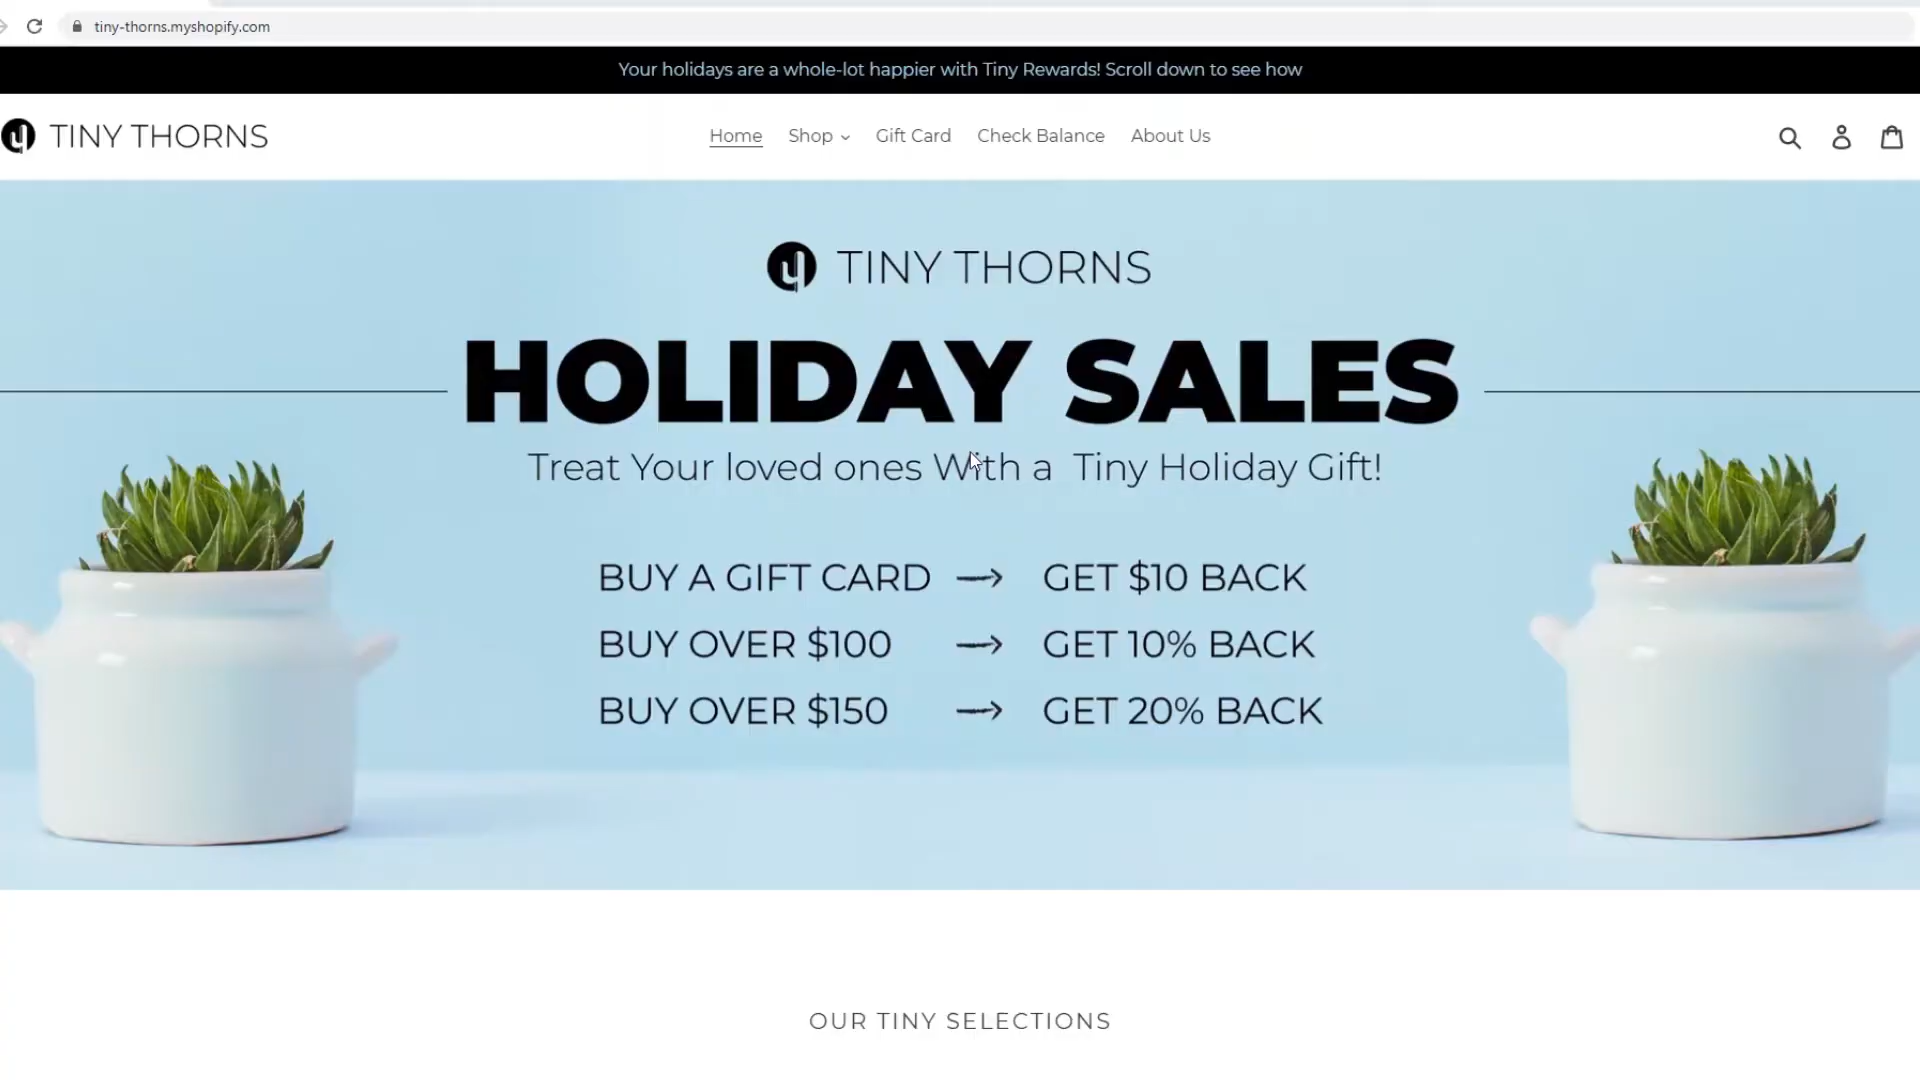 tiny-thorns.myshopify.com
Your holidays are a whole-lot happier with Tiny Rewards! Scroll down to see how
TINY THORNS
Home Shop Gift Card Check Balance About Us
TINY THORNS
HOLIDAY SALES
Treat Your loved ones With a Tiny Holiday Gift!
BUY A GIFT CARD → GET $10 BACK
BUY OVER $100 → GET 10% BACK
BUY OVER $150 → GET 20% BACK
OUR TINY SELECTIONS